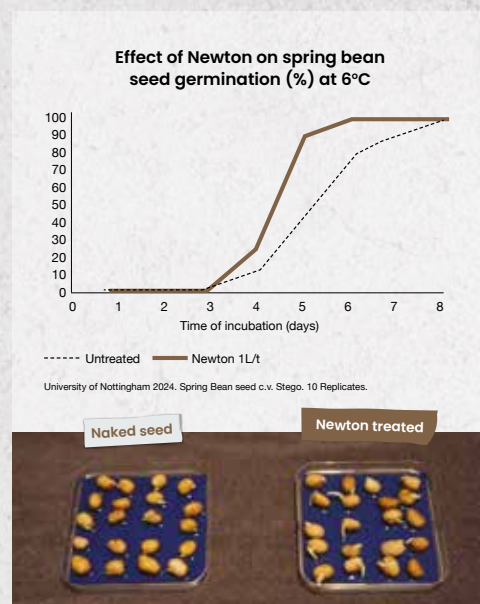 Effect of Newton on spring bean
seed germination (%) at 6°C
100
90
80
70
60
50
40
30
20
10
0
0 1 2 3 4 5 6 7 8
Time of incubation (days)
Untreated Newton 1L/t
University of Nottingham 2024. Spring Bean seed c.v. Stego. 10 Replicates.
Naked seed Newton treated